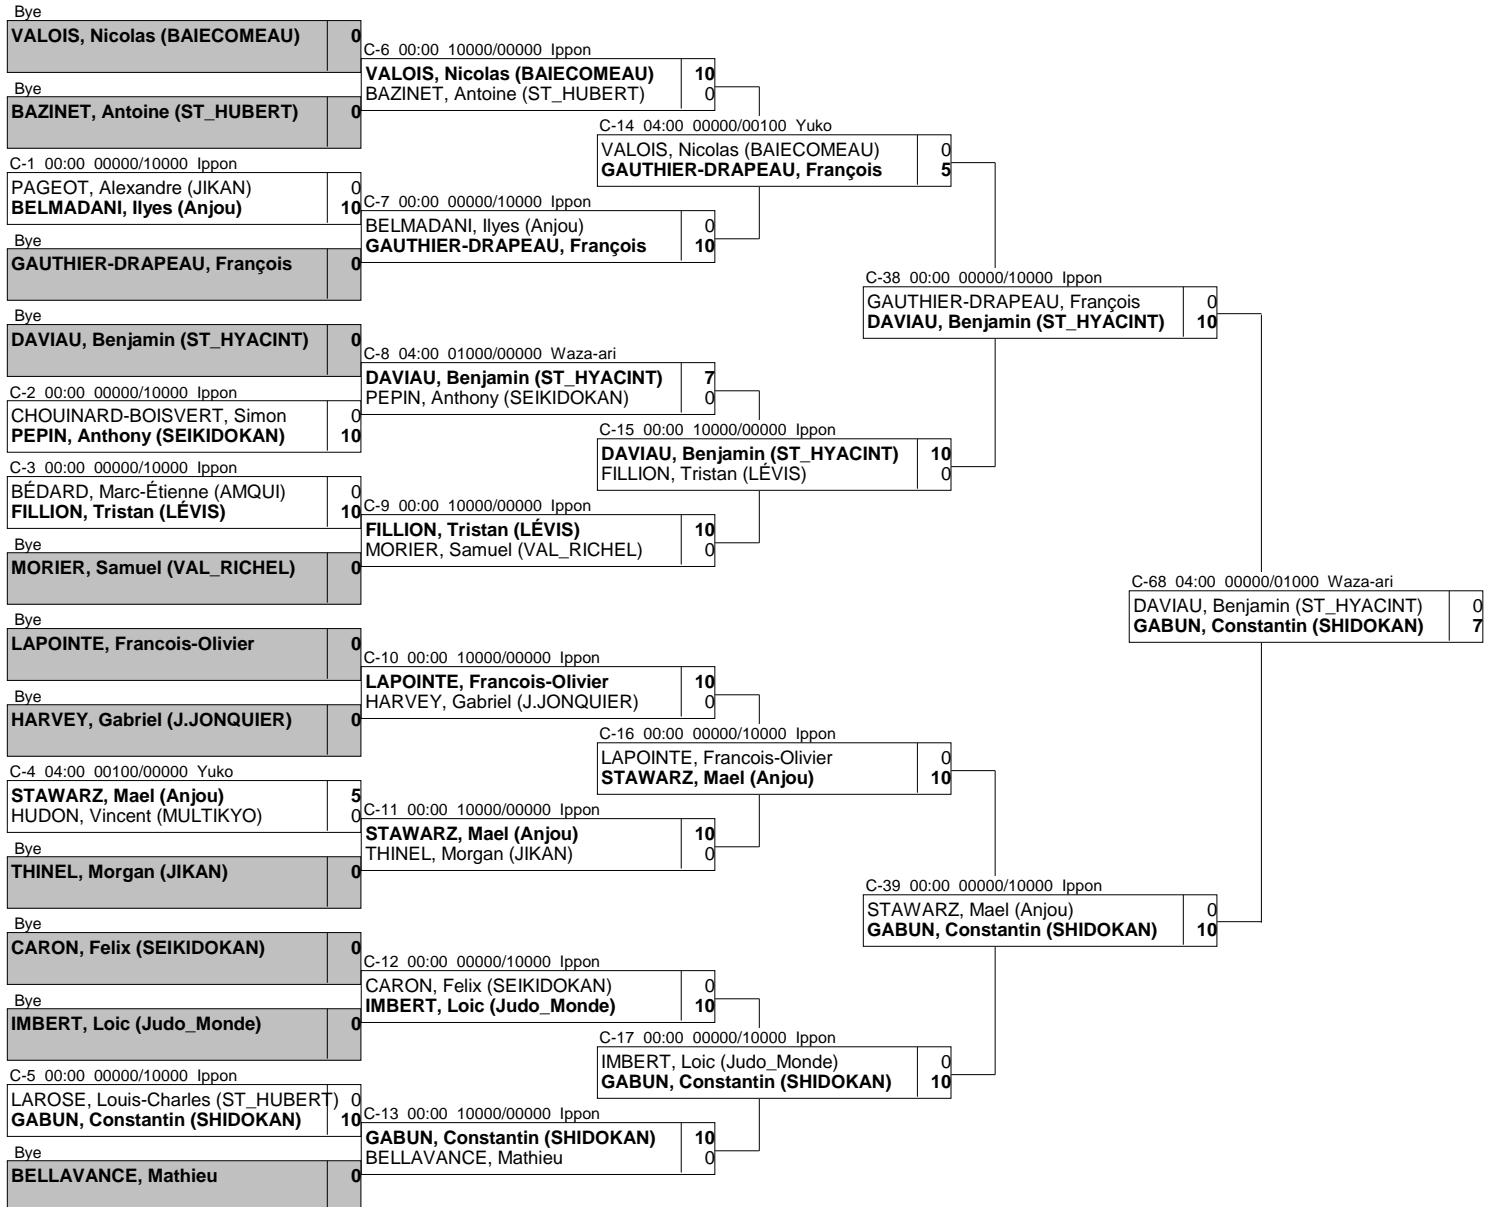 Bye
VALOIS, Nicolas (BAIECOMEAU) 0
Bye
BAZINET, Antoine (ST_HUBERT) 0
C-1 00:00 00000/10000 Ippon
PAGEOT, Alexandre (JIKAN) 0
BELMADANI, Ilyes (Anjou) 10
Bye
GAUTHIER-DRAPEAU, François 0
Bye
DAVIAU, Benjamin (ST_HYACINT) 0
C-2 00:00 00000/10000 Ippon
CHOUINARD-BOISVERT, Simon 0
PEPIN, Anthony (SEIKIDOKAN) 10
C-3 00:00 00000/10000 Ippon
BÉDARD, Marc-Étienne (AMQUI) 0
FILLION, Tristan (LÉVIS) 10
Bye
MORIER, Samuel (VAL_RICHEL) 0
Bye
LAPOINTE, Francois-Olivier 0
Bye
HARVEY, Gabriel (J.JONQUIER) 0
C-4 04:00 00100/00000 Yuko
STAWARZ, Mael (Anjou) 5
HUDON, Vincent (MULTIKYO) 0
Bye
THINEL, Morgan (JIKAN) 0
Bye
CARON, Felix (SEIKIDOKAN) 0
Bye
IMBERT, Loic (Judo_Monde) 0
C-5 00:00 00000/10000 Ippon
LAROSE, Louis-Charles (ST_HUBERT) 0
GABUN, Constantin (SHIDOKAN) 10
Bye
BELLAVANCE, Mathieu 0
C-6 00:00 10000/00000 Ippon
VALOIS, Nicolas (BAIECOMEAU) 10
BAZINET, Antoine (ST_HUBERT) 0
C-7 00:00 00000/10000 Ippon
BELMADANI, Ilyes (Anjou) 0
GAUTHIER-DRAPEAU, François 10
C-8 04:00 01000/00000 Waza-ari
DAVIAU, Benjamin (ST_HYACINT) 7
PEPIN, Anthony (SEIKIDOKAN) 0
C-9 00:00 10000/00000 Ippon
FILLION, Tristan (LÉVIS) 10
MORIER, Samuel (VAL_RICHEL) 0
C-10 00:00 10000/00000 Ippon
LAPOINTE, Francois-Olivier 10
HARVEY, Gabriel (J.JONQUIER) 0
C-11 00:00 10000/00000 Ippon
STAWARZ, Mael (Anjou) 10
THINEL, Morgan (JIKAN) 0
C-12 00:00 00000/10000 Ippon
CARON, Felix (SEIKIDOKAN) 0
IMBERT, Loic (Judo_Monde) 10
C-13 00:00 10000/00000 Ippon
GABUN, Constantin (SHIDOKAN) 10
BELLAVANCE, Mathieu 0
C-14 04:00 00000/00100 Yuko
VALOIS, Nicolas (BAIECOMEAU) 0
GAUTHIER-DRAPEAU, François 5
C-15 00:00 10000/00000 Ippon
DAVIAU, Benjamin (ST_HYACINT) 10
FILLION, Tristan (LÉVIS) 0
C-16 00:00 00000/10000 Ippon
LAPOINTE, Francois-Olivier 0
STAWARZ, Mael (Anjou) 10
C-17 00:00 00000/10000 Ippon
IMBERT, Loic (Judo_Monde) 0
GABUN, Constantin (SHIDOKAN) 10
C-38 00:00 00000/10000 Ippon
GAUTHIER-DRAPEAU, François 0
DAVIAU, Benjamin (ST_HYACINT) 10
C-39 00:00 00000/10000 Ippon
STAWARZ, Mael (Anjou) 0
GABUN, Constantin (SHIDOKAN) 10
C-68 04:00 00000/01000 Waza-ari
DAVIAU, Benjamin (ST_HYACINT) 0
GABUN, Constantin (SHIDOKAN) 7